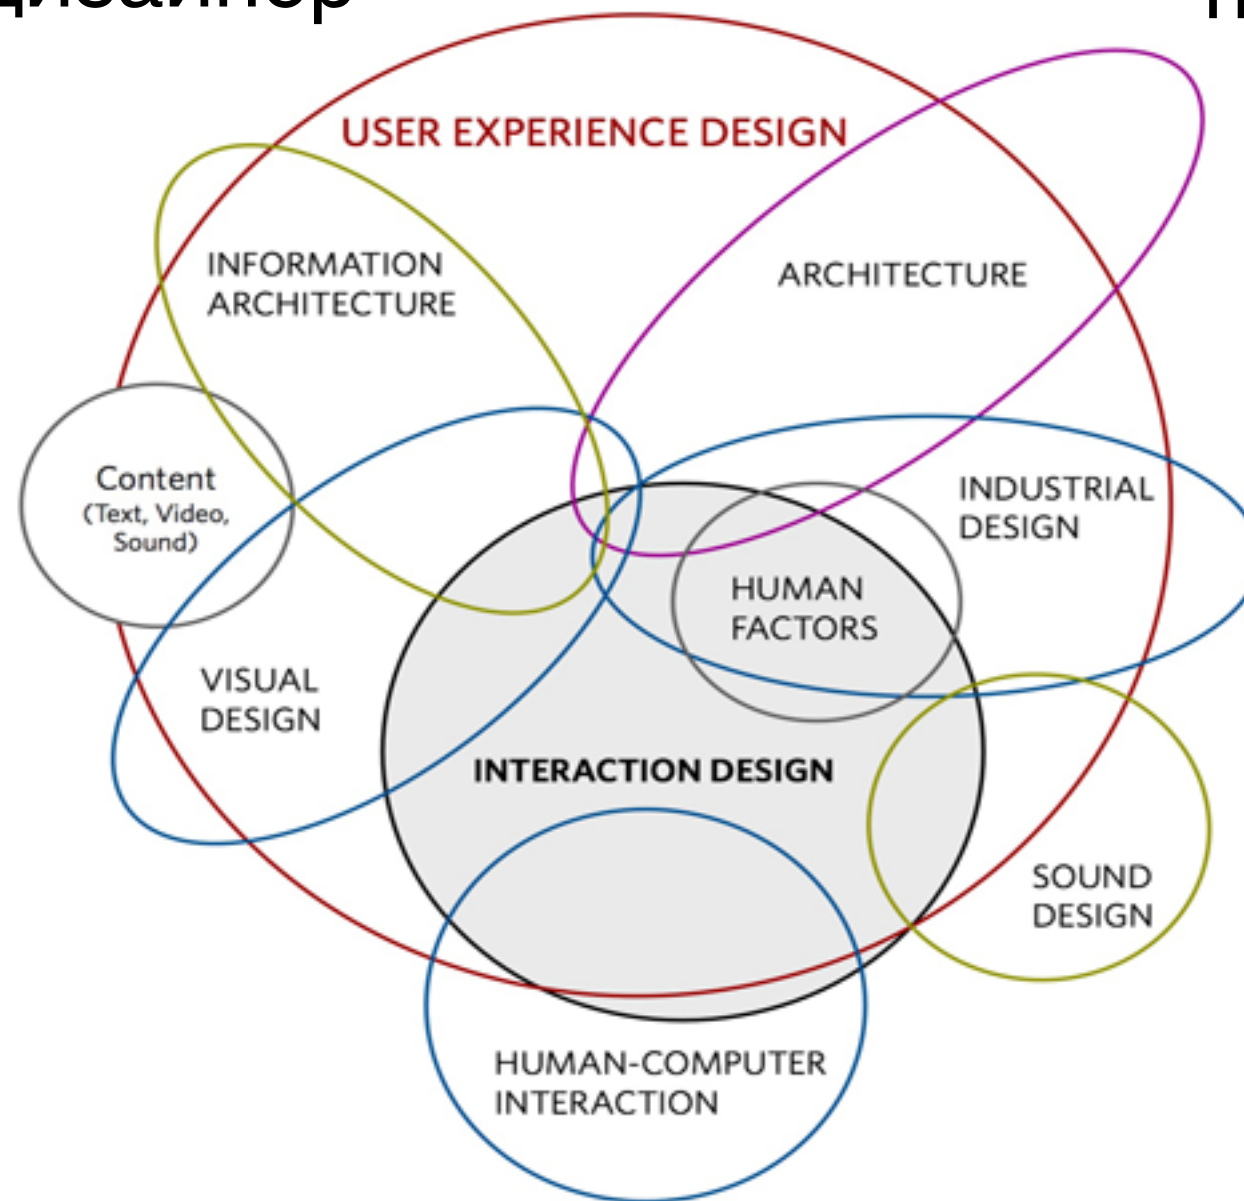 дизайнер
USER EXPERIENCE DESIGN
INFORMATION
ARCHITECTURE
ARCHITECTURE
Content
(Text, Video,
Sound)
INDUSTRIAL
DESIGN
HUMAN
FACTORS
VISUAL
DESIGN
INTERACTION DESIGN
SOUND
DESIGN
HUMAN-COMPUTER
INTERACTION